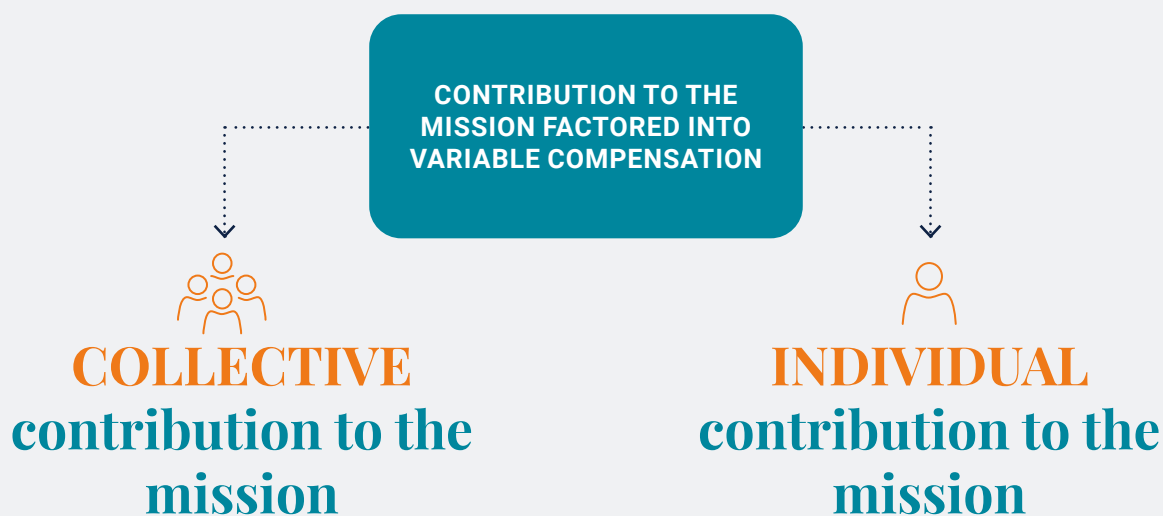 CONTRIBUTION TO THE
MISSION FACTORED INTO
VARIABLE COMPENSATION
COLLECTIVE
contribution to the
mission
INDIVIDUAL
contribution to the
mission